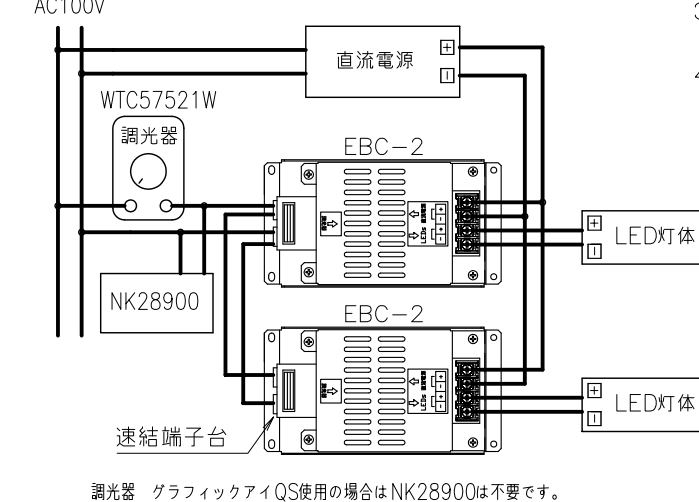 AC100V
直流電源
+
−
WTC57521W
調光器
EBC−2
LEDs
+
−
LED灯体
NK28900
EBC−2
LEDs
+
−
LED灯体
速結端子台
調光器 グラフィックアイQS使用の場合はNK28900は不要です。